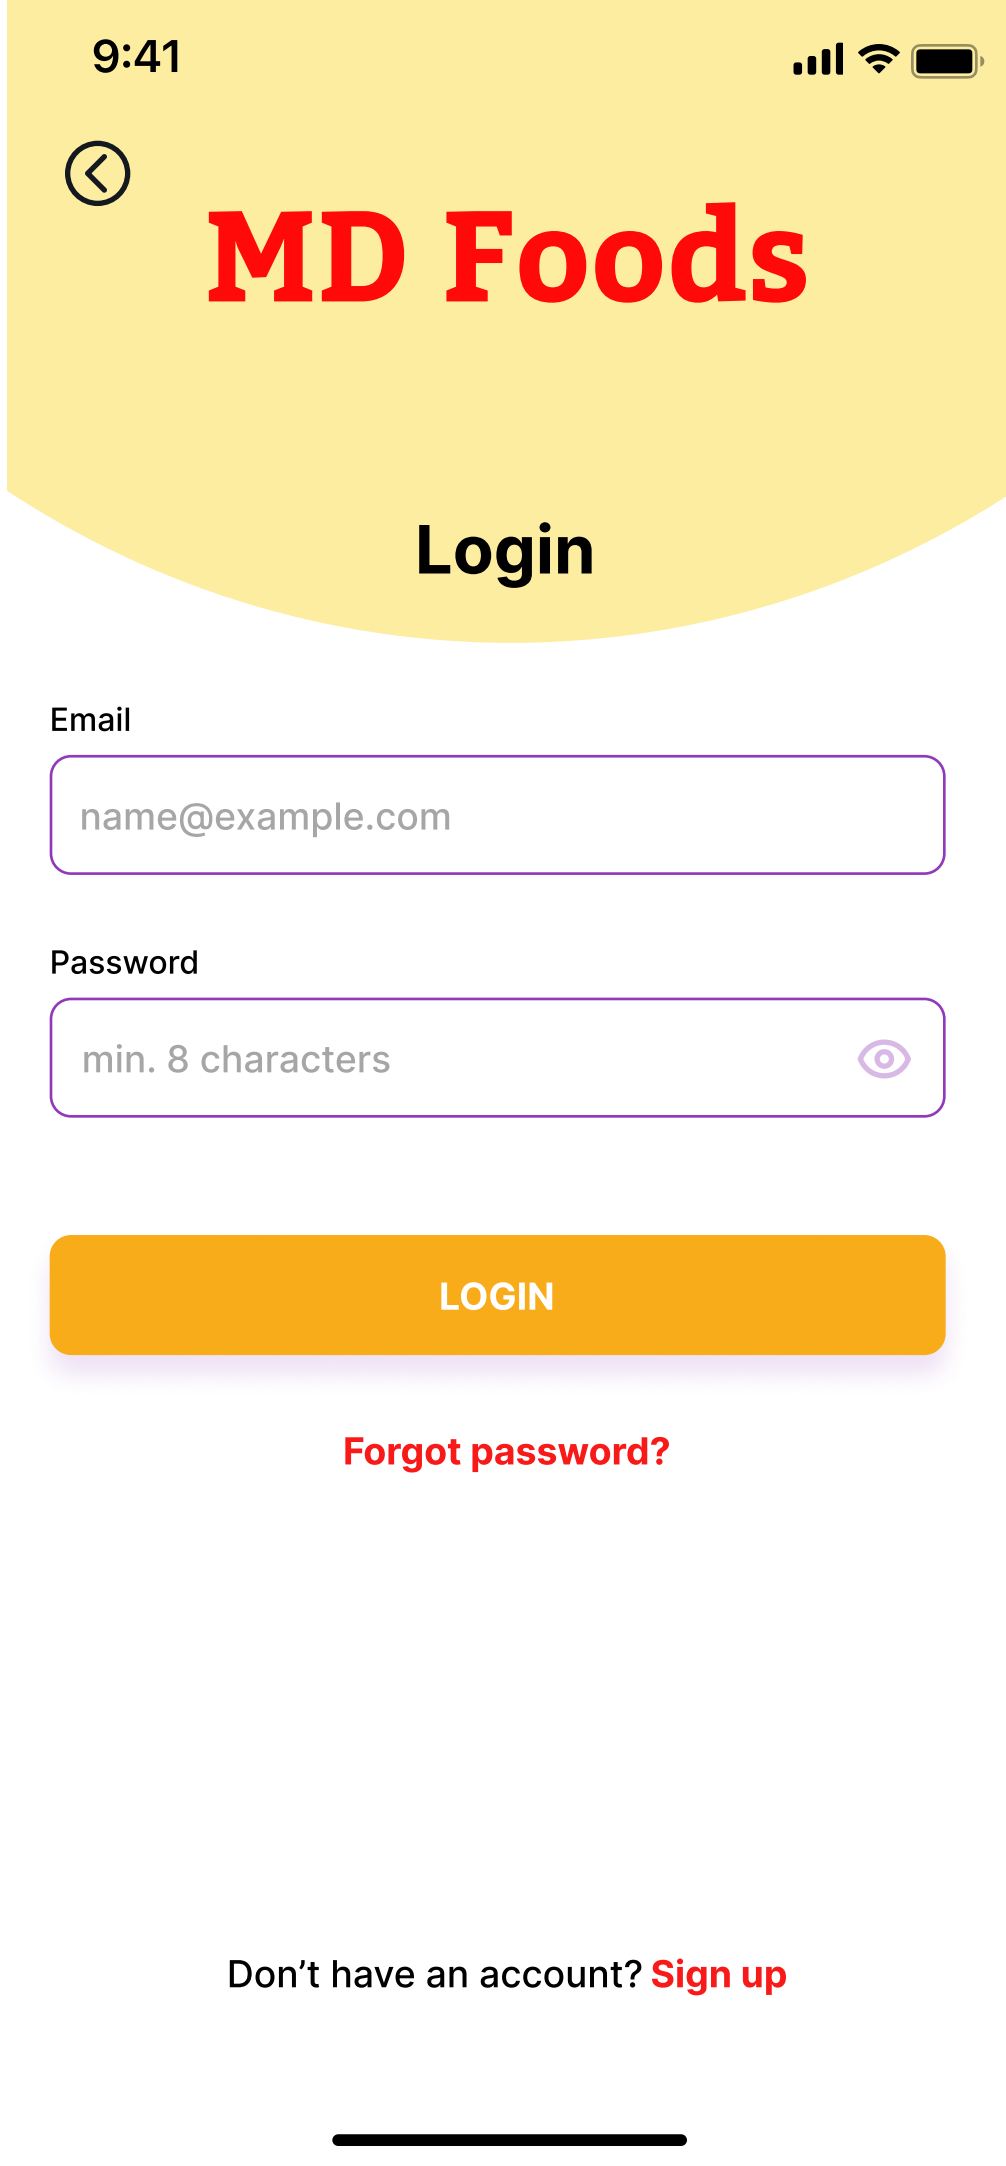 9:41
MD Foods
Login
Email
name@example.com
Password
min. 8 characters
LOGIN
Forgot password?
Don’t have an account? Sign up